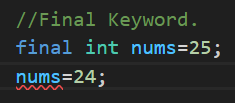 //Final Keyword.
final int nums=25;
nums=24;